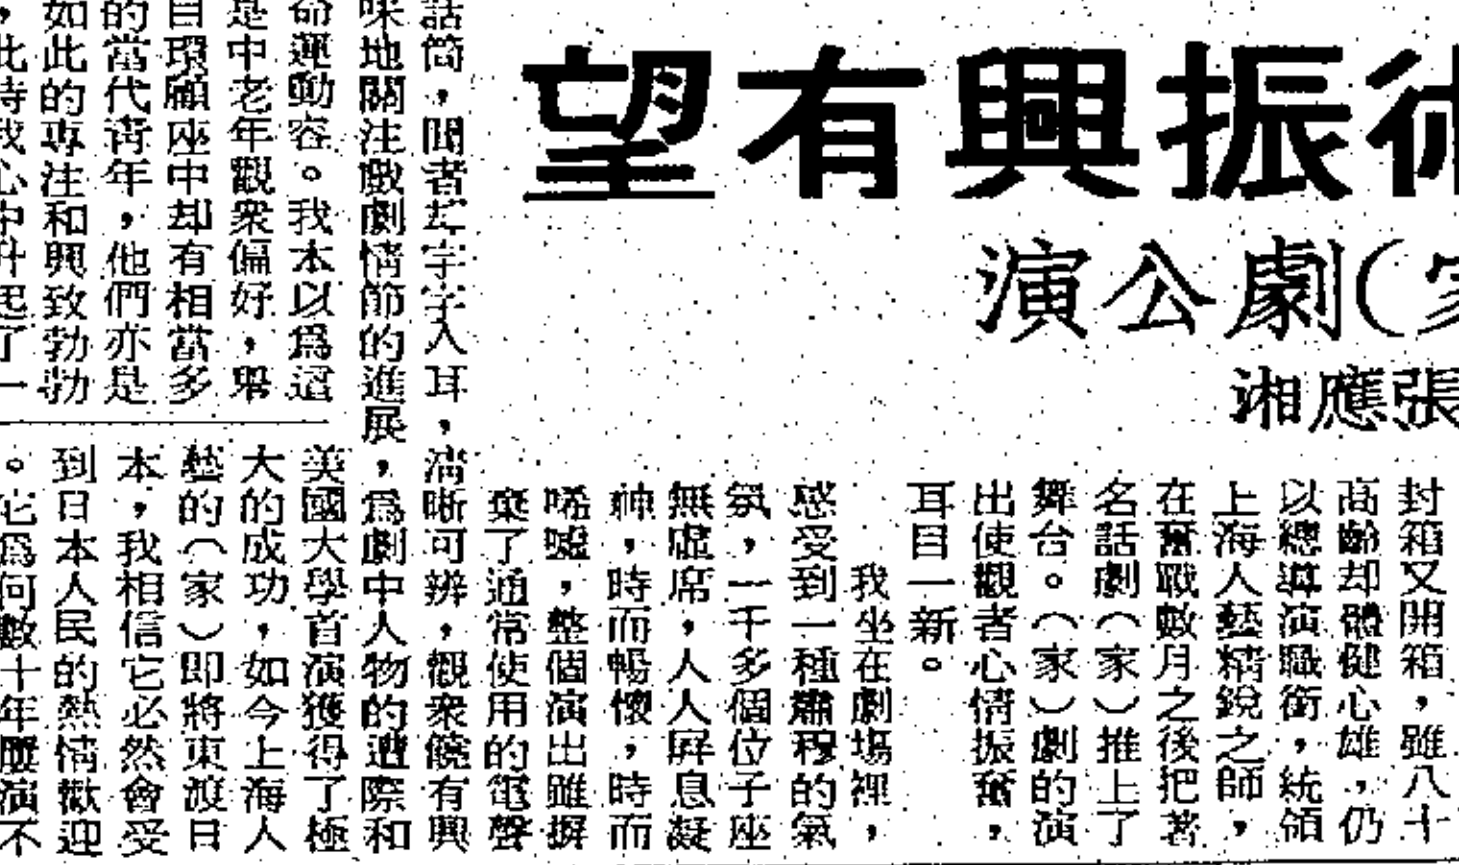 術振興有望
劇（家）公演
張應湘
封箱又開箱，雖八十
高齡却體健心雄，仍
以總導演職銜，統領
上海人藝精銳之師，
在奮戰數月之後把著
名話劇（家）推上了
舞台。（家）劇的演
出使觀者心情振奮，
耳目一新。
我坐在劇場裡，
感受到一種肅穆的氣
氛，一千多個位子座
無虛席，人人屏息凝
神，時而暢懷，時而
唏噓，整個演出雖摒
棄了通常使用的電聲
話筒，聞者却字字入耳，清晰可辨，觀衆饒有興
味地關注戲劇情節的進展，爲劇中人物的遭際和
命運動容。我本以爲這
是中老年觀衆偏好，舉
目環顧座中却有相當多
的當代青年，他們亦是
如此的專注和興致勃勃
，此時我心中升起了一
美國大學首演獲得了極
大的成功，如今上海人
藝的（家）即將東渡日
本，我相信它必然會受
到日本人民的熱情歡迎
。它爲何數十年歷演不